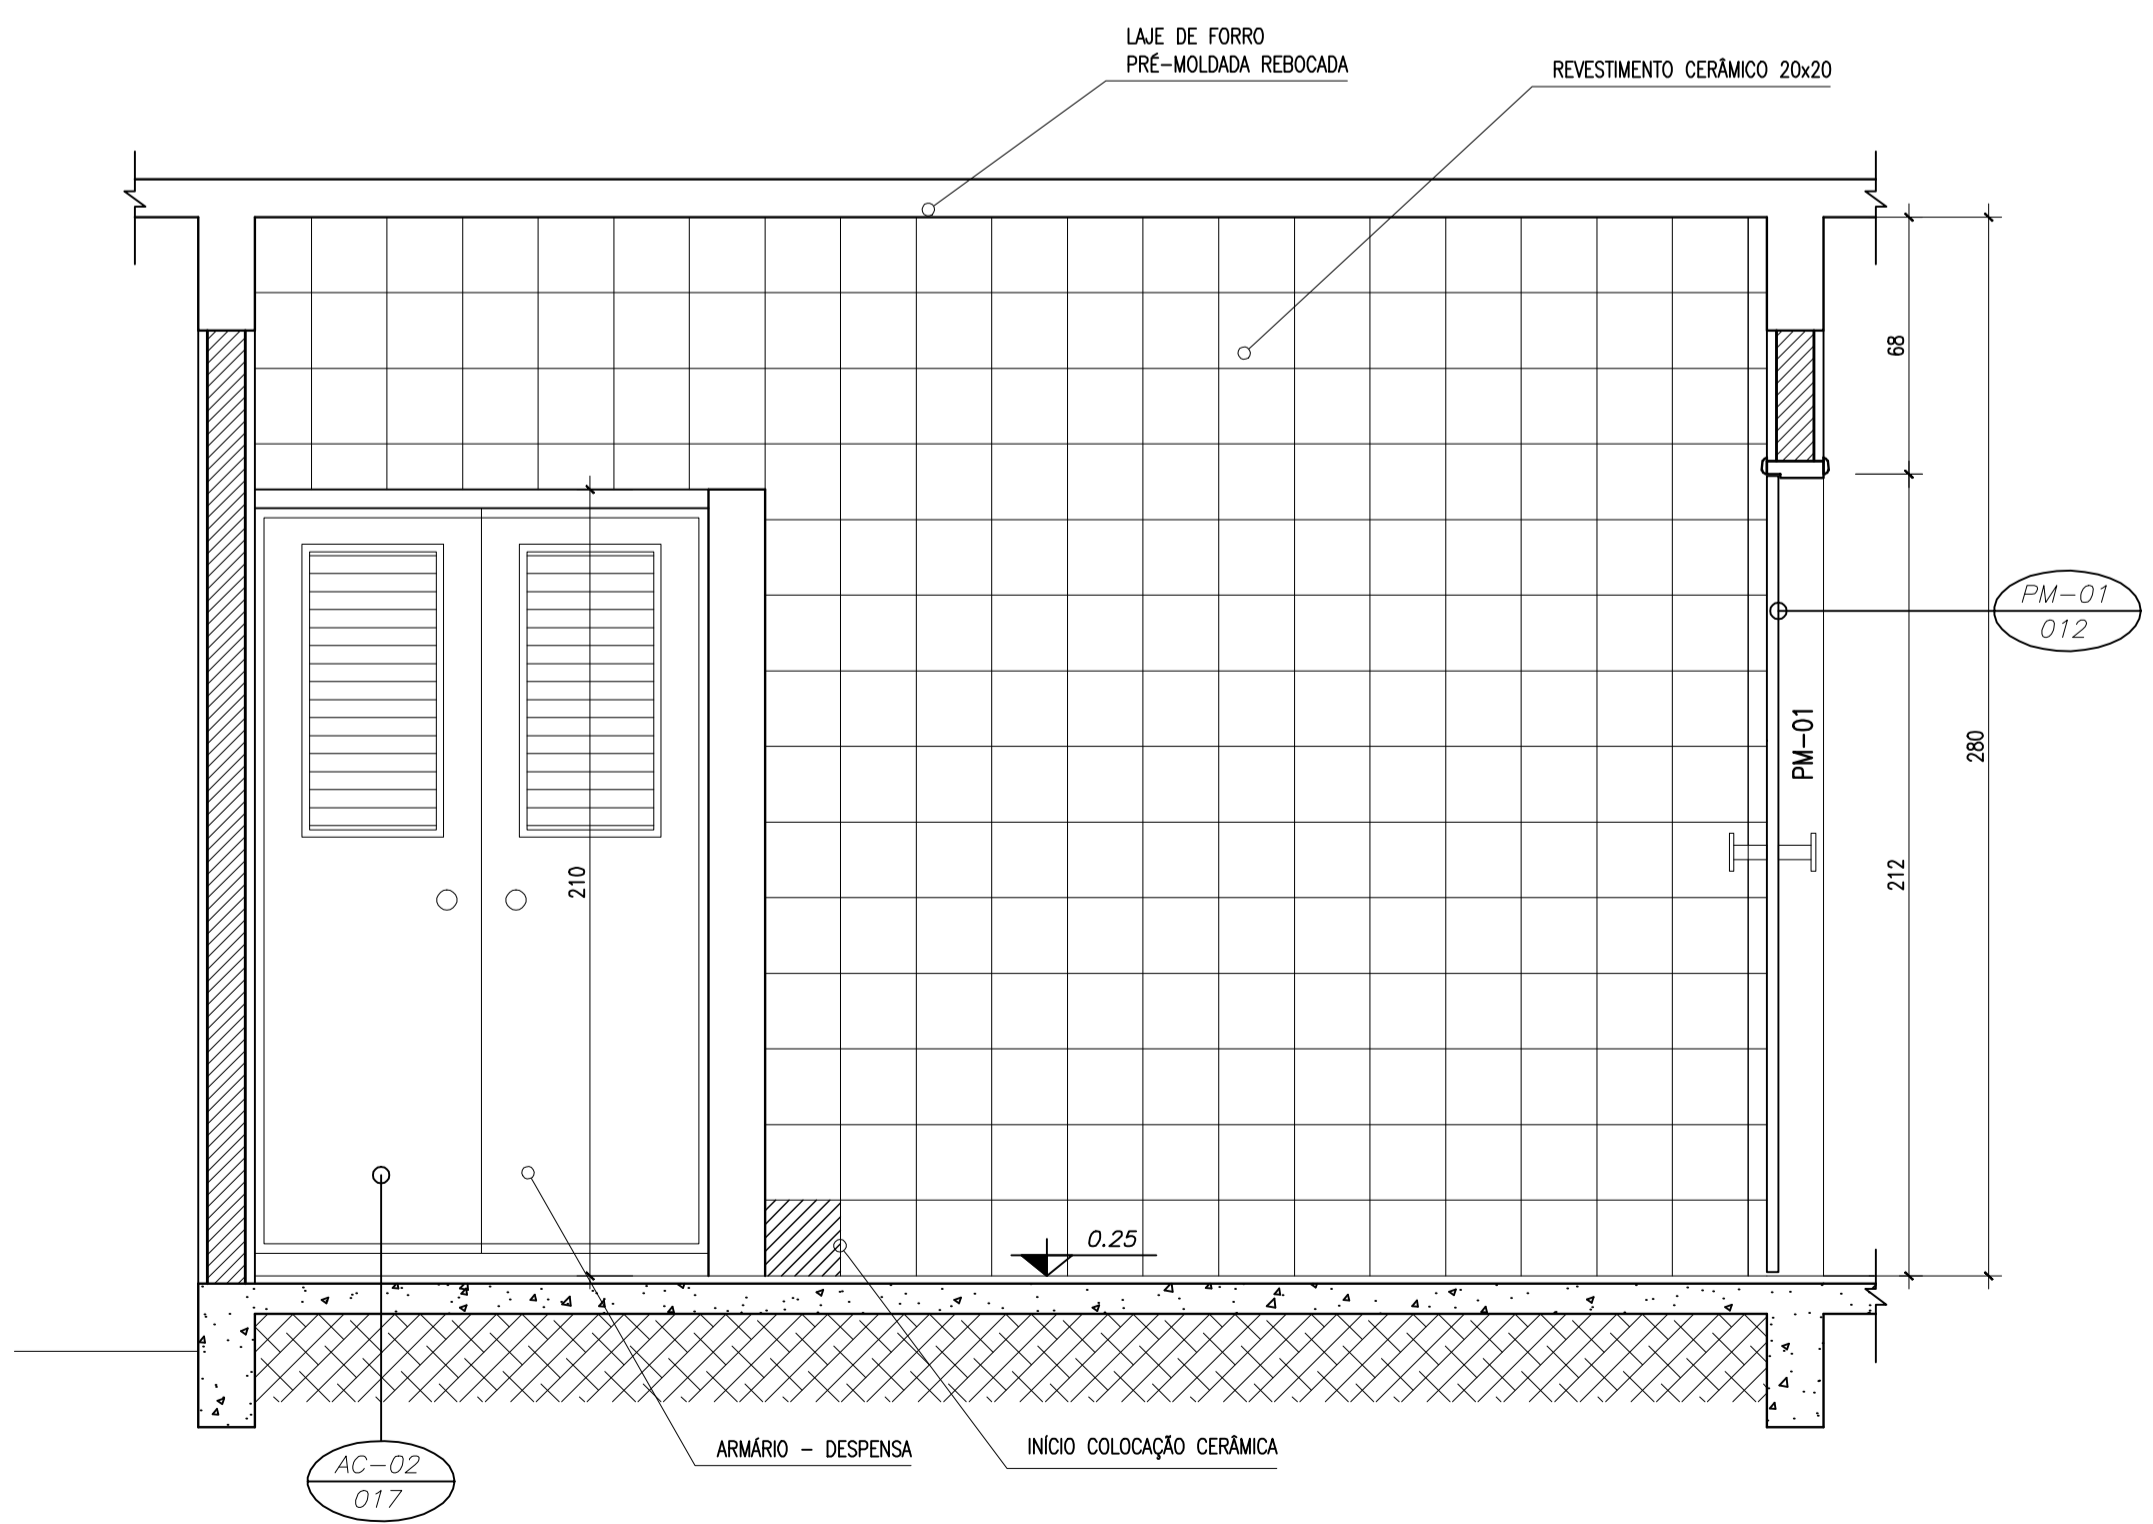 LAJE DE FORRO
PRÉ-MOLDADA REBOCADA
REVESTIMENTO CERÂMICO 20x20
68
PM-01
012
PM-01
280
212
210
0.25
ARMÁRIO - DESPENSA
INÍCIO COLOCAÇÃO CERÂMICA
AC-02
017